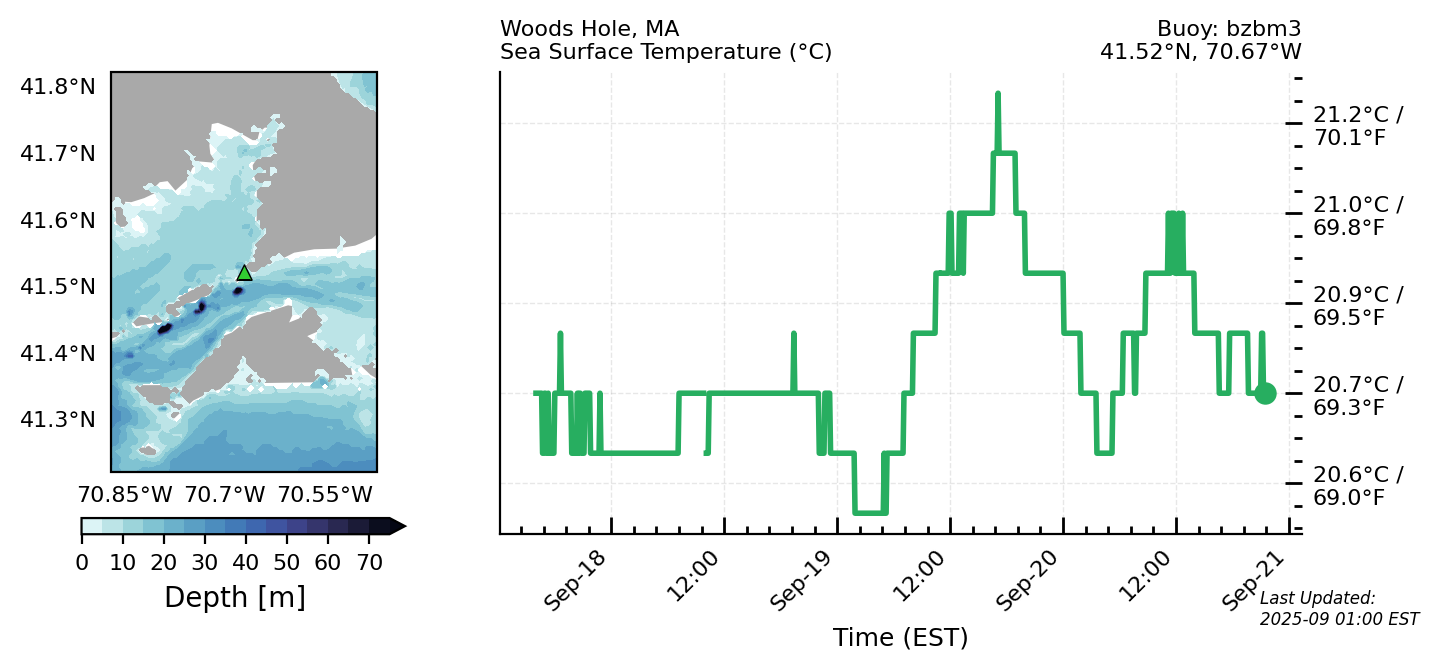 Woods Hole, MA
Sea Surface Temperature (°C)
Buoy: bzbm3
41.52°N, 70.67°W
41.8°N
41.7°N
41.6°N
41.5°N
41.4°N
41.3°N
70.85°W 70.7°W 70.55°W
0 10 20 30 40 50 60 70
Depth [m]
21.2°C /
70.1°F
21.0°C /
69.8°F
20.9°C /
69.5°F
20.7°C /
69.3°F
20.6°C /
69.0°F
Sep-18 12:00 Sep-19 12:00 Sep-20 12:00 Sep-21
Time (EST)
Last Updated:
2025-09 01:00 EST